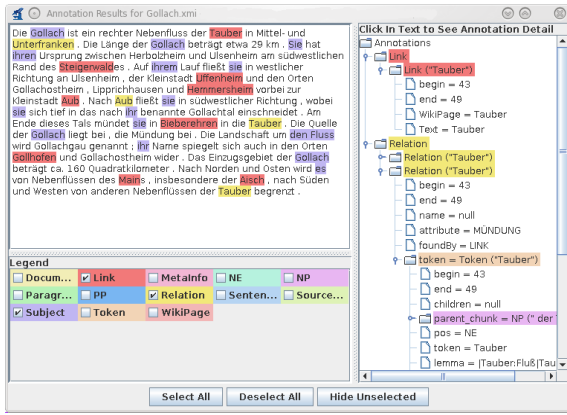 Annotation Results for Gollach.xmi
Die Gollach ist ein rechter Nebenfluss der Tauber in Mittel- und
Unterfranken . Die Länge der Gollach beträgt etwa 29 km . Sie hat
ihren Ursprung zwischen Herbolzheim und Ulsenheim am südwestlichen
Rand des Steigerwaldes . Auf ihrem Lauf fließt sie in westlicher
Richtung an Ulsenheim , der Kleinstadt Uffenheim und den Orten
Gollachostheim , Lipprichhausen und Hemmersheim vorbei zur
Kleinstadt Aub . Nach Aub fließt sie in südwestlicher Richtung , wobei
sie sich tief in das nach ihr benannte Gollachtal einschneidet . Am
Ende dieses Tals mündet sie in Bieberehren in die Tauber . Die Quelle
der Gollach liegt bei , die Mündung bei . Die Landschaft um den Fluss
wird Gollachgau genannt ; ihr Name spiegelt sich auch in den Orten
Gollhofen und Gollachostheim wider . Das Einzugsgebiet der Gollach
beträgt ca. 160 Quadratkilometer . Nach Norden und Osten wird es
von Nebenflüssen des Mains , insbesondere der Aisch , nach Süden
und Westen von anderen Nebenflüssen der Tauber begrenzt .
Legend
Docum... Link MetaInfo NE NP
Paragr... PP Relation Senten... Source...
Subject Token WikiPage
Click In Text to See Annotation Detail
Annotations
Link
Link ("Tauber")
begin = 43
end = 49
WikiPage = Tauber
Text = Tauber
Relation
Relation ("Tauber")
Relation ("Tauber")
begin = 43
end = 49
name = null
attribute = MÜNDUNG
foundBy = LINK
token = Token ("Tauber")
begin = 43
end = 49
children = null
parent_chunk = NP (" der
pos = NE
token = Tauber
lemma = |Tauber:Fluß|Tau
Select All Deselect All Hide Unselected